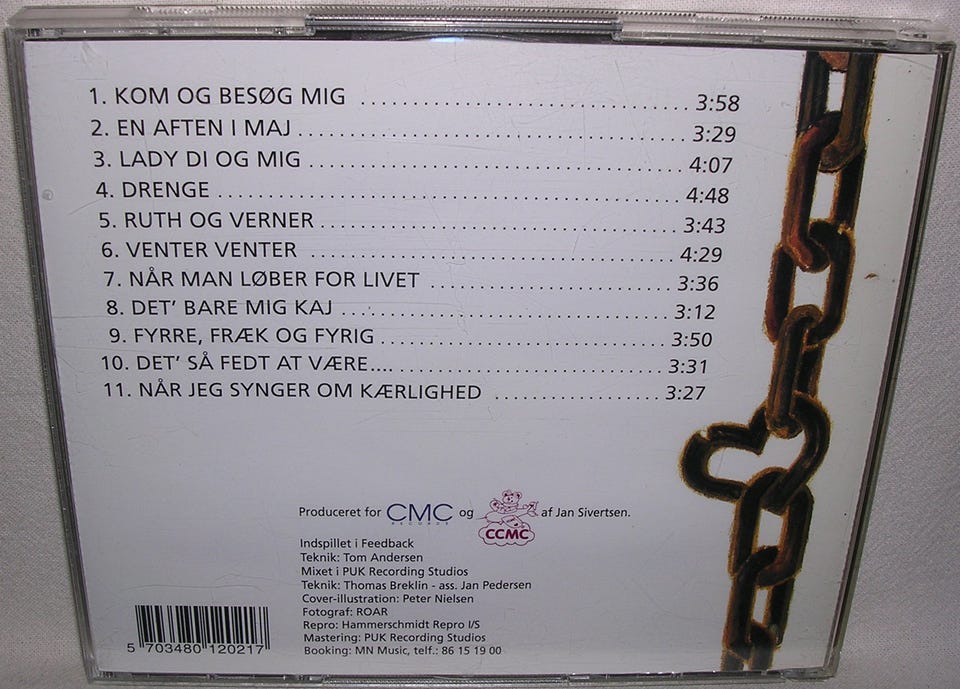 1. KOM OG BESØG MIG ........................................ 3:58
2. EN AFTEN I MAJ ........................................ 3:29
3. LADY DI OG MIG ........................................ 4:07
4. DRENGE ........................................ 4:48
5. RUTH OG VERNER ........................................ 3:43
6. VENTER VENTER ........................................ 4:29
7. NÅR MAN LØBER FOR LIVET ........................................ 3:36
8. DET' BARE MIG KAJ ........................................ 3:12
9. FYRRE, FRÆK OG FYRIG ........................................ 3:50
10. DET' SÅ FEDT AT VÆRE.... ........................................ 3:31
11. NÅR JEG SYNGER OM KÆRLIGHED ........................................ 3:27
Produceret for CMC RECORDS og CCMC af Jan Sivertsen.
Indspillet i Feedback
Teknik: Tom Andersen
Mixet i PUK Recording Studios
Teknik: Thomas Breklin - ass. Jan Pedersen
Cover-illustration: Peter Nielsen
Fotograf: ROAR
Repro: Hammerschmidt Repro I/S
Mastering: PUK Recording Studios
Booking: MN Music, telf.: 86 15 19 00
5 703480 120217